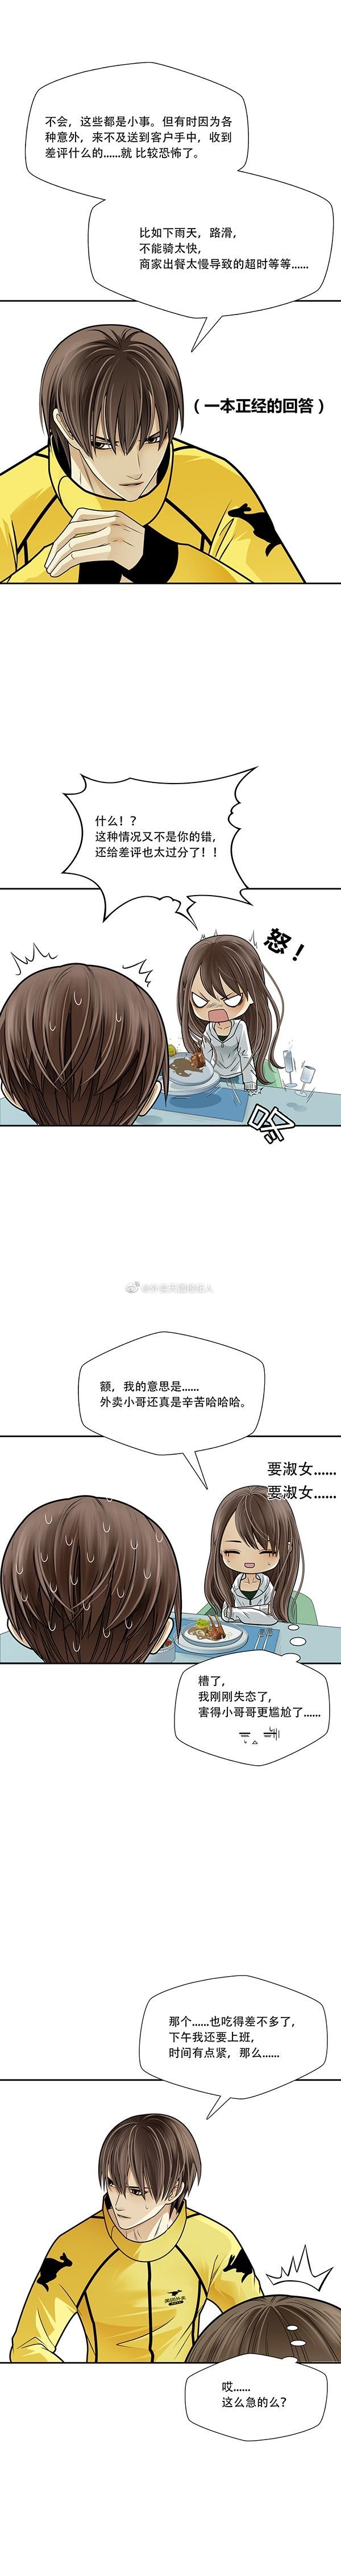 不会，这些都是小事。但有时因为各
种意外，来不及送到客户手中，收到
差评什么的……就 比较恐怖了。
比如下雨天，路滑，
不能骑太快，
商家出餐太慢导致的超时等等……
（一本正经的回答）
什么！？
这种情况又不是你的错，
还给差评也太过分了！！
怒！
额，我的意思是……
外卖小哥还真是辛苦哈哈哈。
要淑女……
要淑女……
糟了，
我刚刚失态了，
害得小哥哥更尴尬了……
那个……也吃得差不多了，
下午我还要上班，
时间有点紧，那么……
美团外卖
哎……
这么急的么？